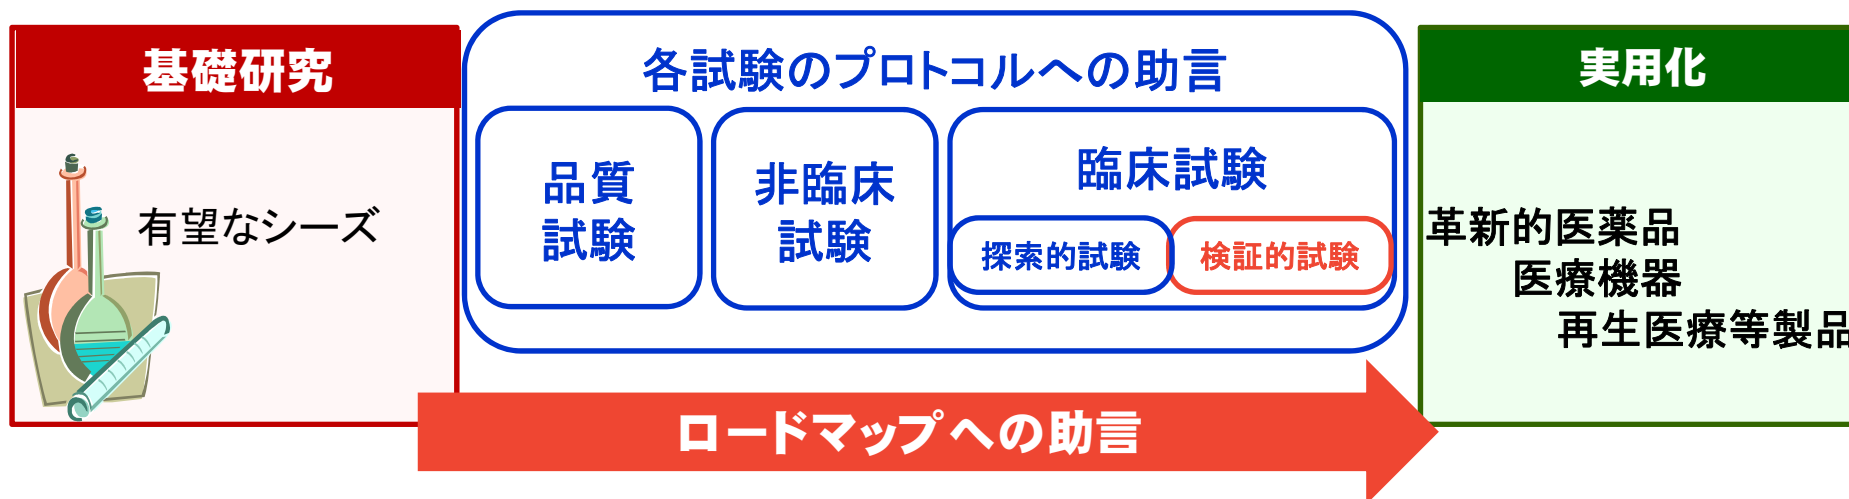 基礎研究
有望なシーズ
各試験のプロトコルへの助言
品質
試験
非臨床
試験
臨床試験
探索的試験
検証的試験
実用化
革新的医薬品
医療機器
再生医療等製品
ロードマップへの助言